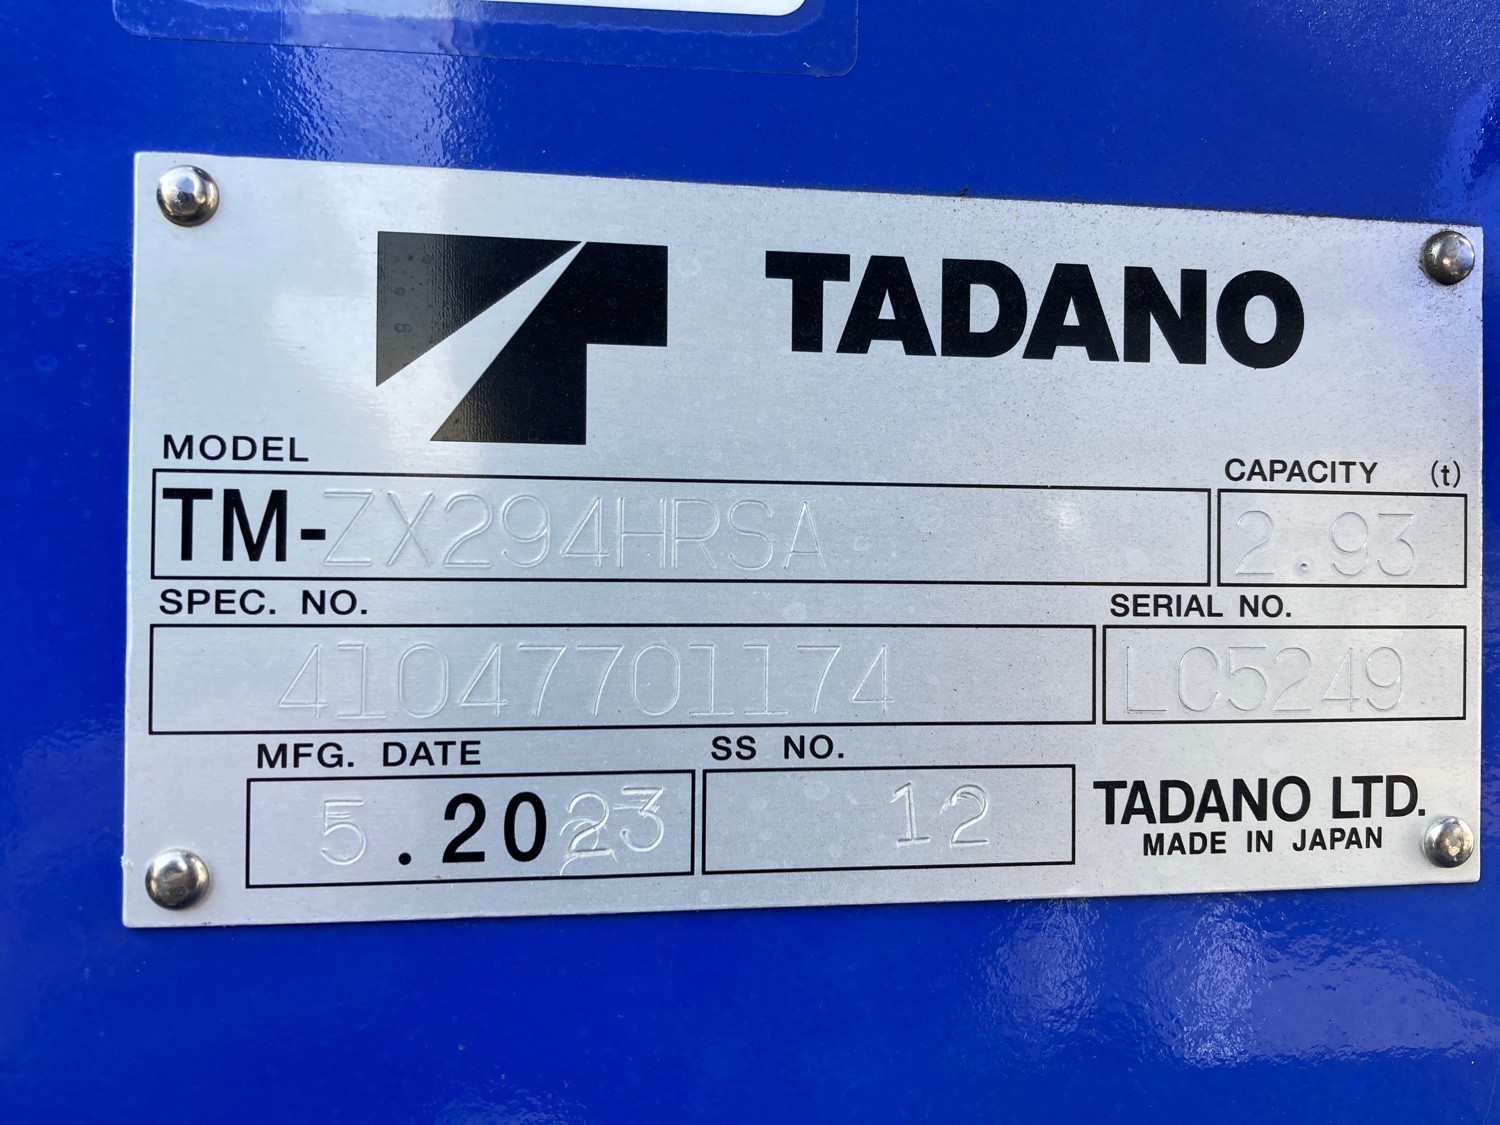 TADANO
MODEL CAPACITY (t)
TM-ZX294HRSA 2.93
SPEC. NO. SERIAL NO.
41047701174 LC5249
MFG. DATE SS NO.
5 .2023 12 TADANO LTD.
MADE IN JAPAN